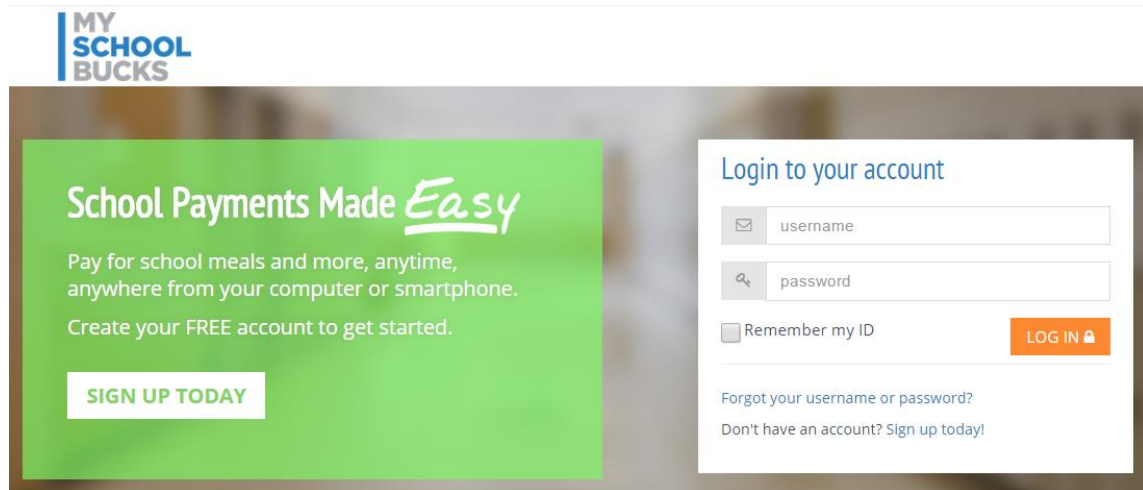 MY
SCHOOL
BUCKS
School Payments Made Easy
Pay for school meals and more, anytime,
anywhere from your computer or smartphone.
Create your FREE account to get started.
SIGN UP TODAY
Login to your account
username
password
Remember my ID
LOG IN
Forgot your username or password?
Don't have an account? Sign up today!